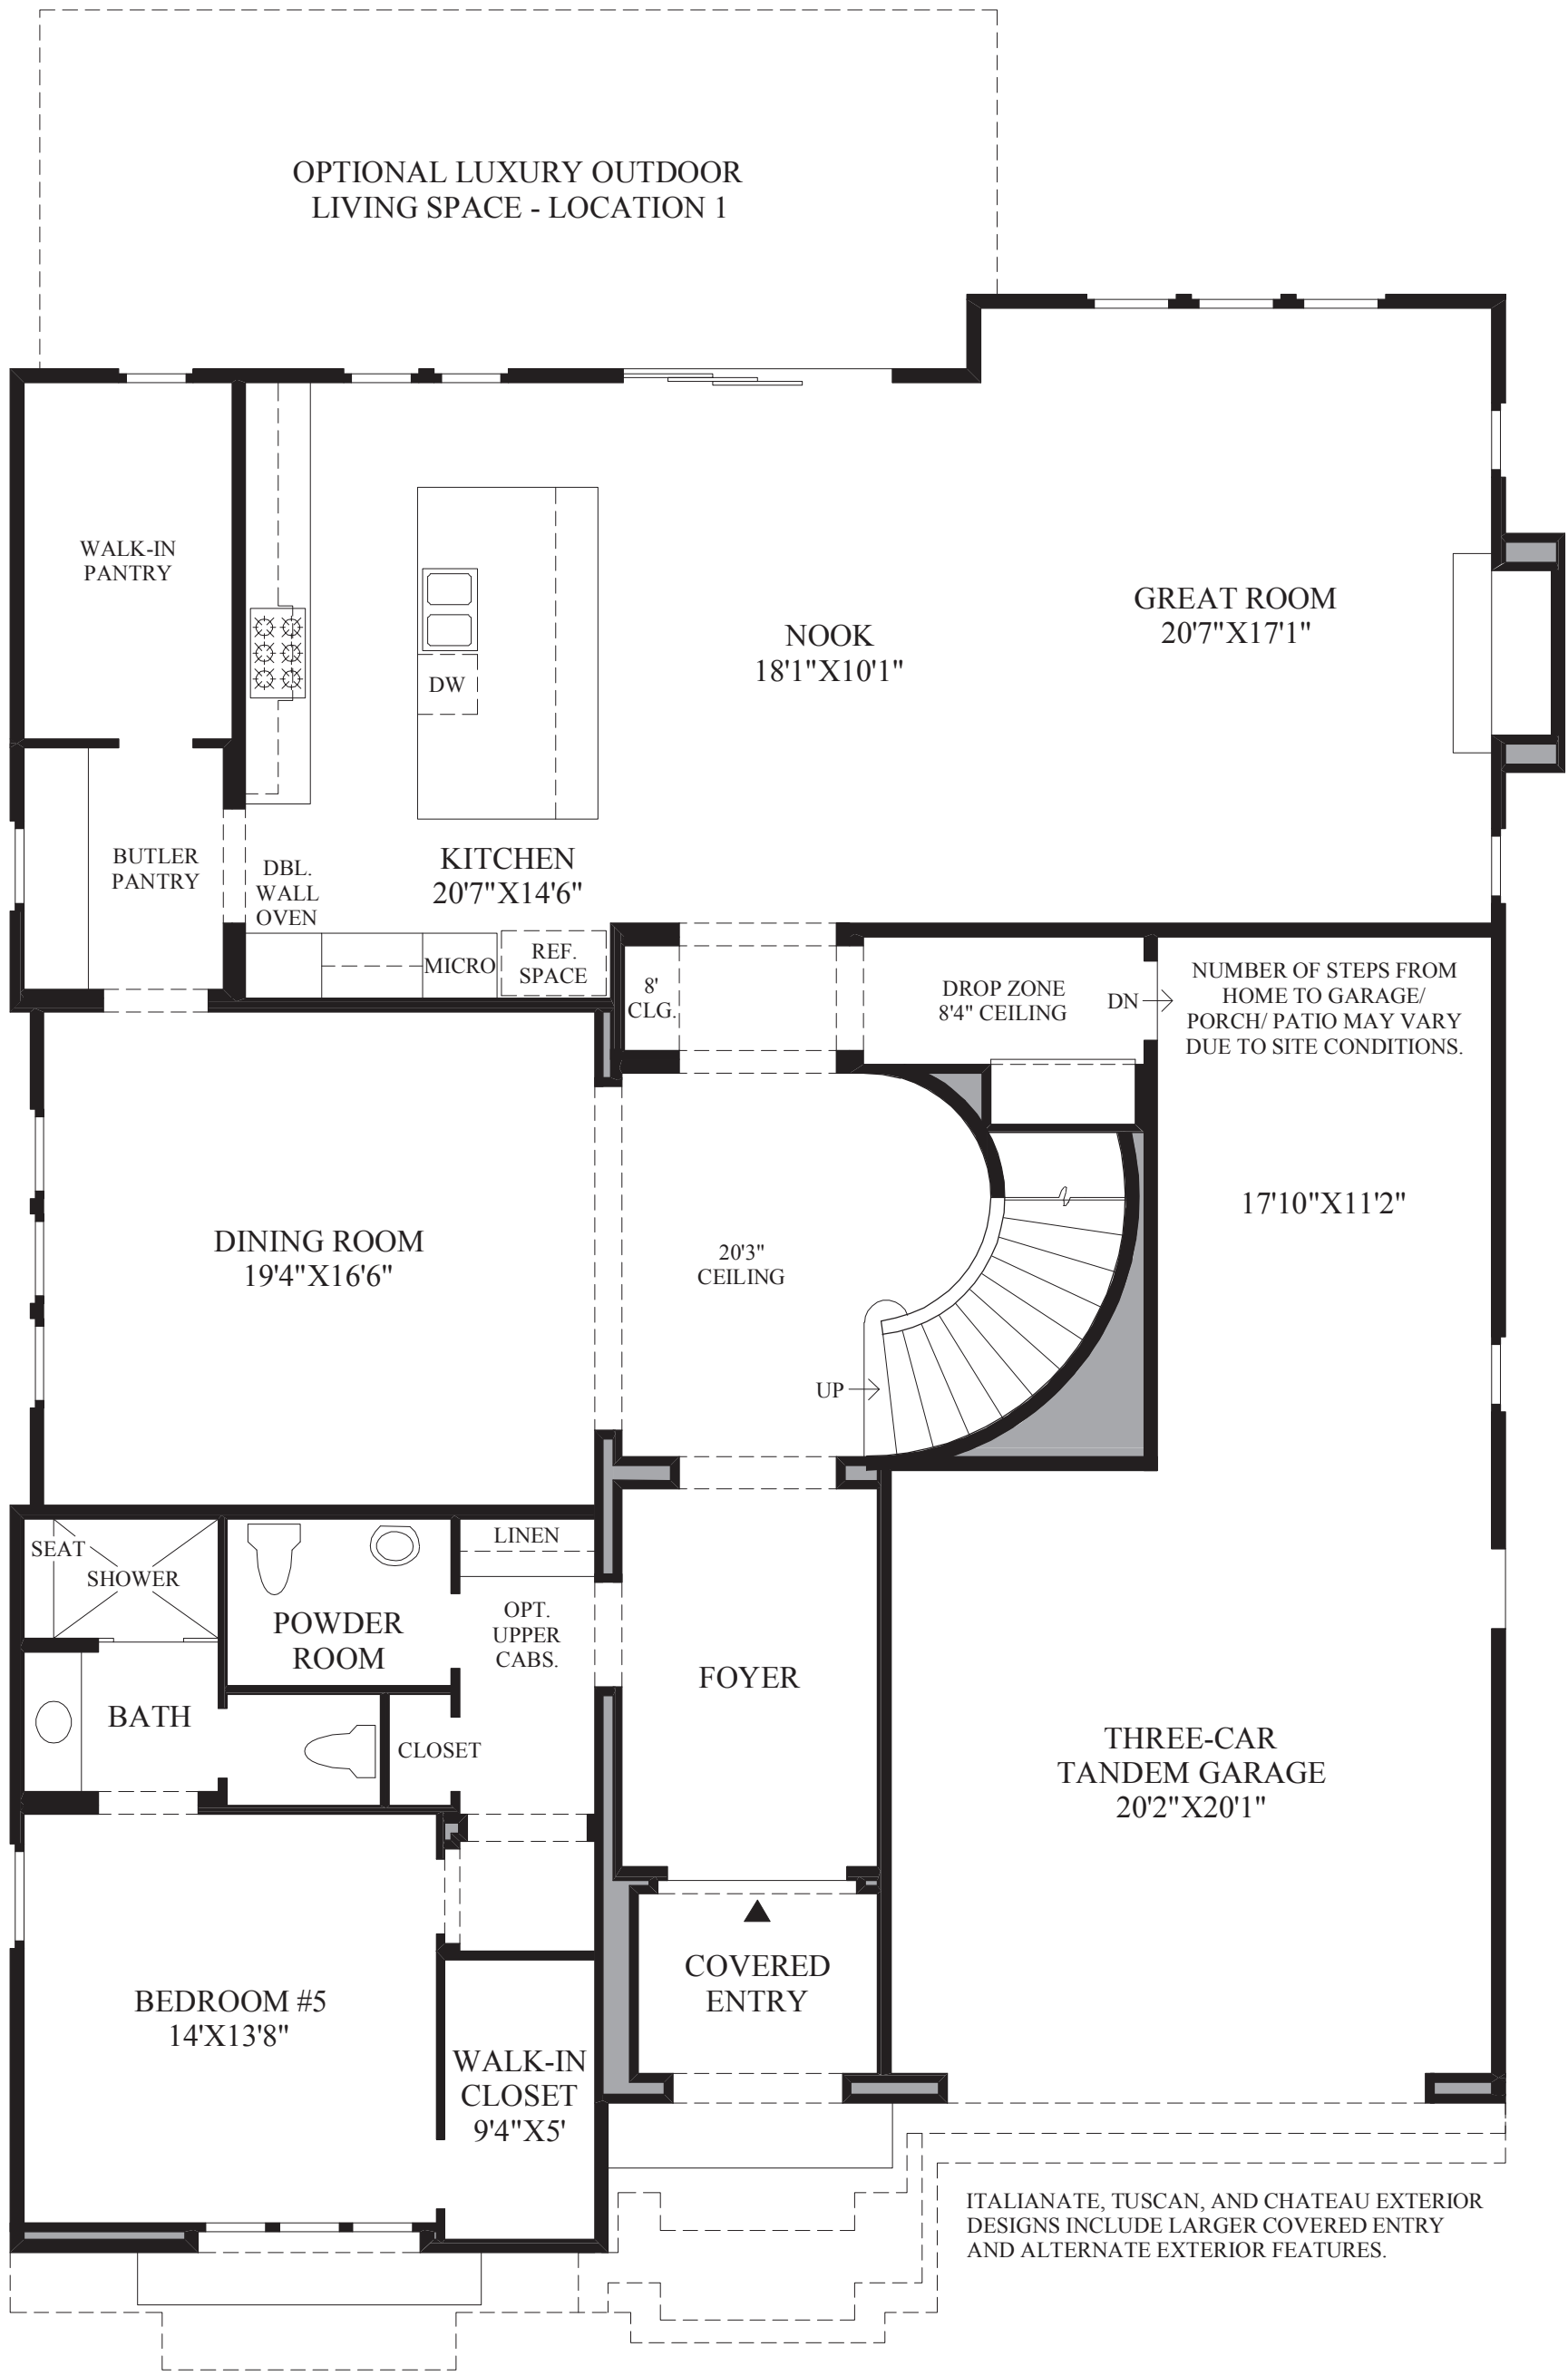 OPTIONAL LUXURY OUTDOOR
LIVING SPACE - LOCATION 1
WALK-IN
PANTRY
DW
NOOK
18'1"X10'1"
GREAT ROOM
20'7"X17'1"
BUTLER
PANTRY
DBL.
WALL
OVEN
KITCHEN
20'7"X14'6"
MICRO
REF.
SPACE
8'
CLG.
DROP ZONE
8'4" CEILING
DN
NUMBER OF STEPS FROM
HOME TO GARAGE/
PORCH/ PATIO MAY VARY
DUE TO SITE CONDITIONS.
17'10"X11'2"
DINING ROOM
19'4"X16'6"
20'3"
CEILING
UP
SEAT
SHOWER
POWDER
ROOM
LINEN
OPT.
UPPER
CABS.
FOYER
BATH
CLOSET
THREE-CAR
TANDEM GARAGE
20'2"X20'1"
COVERED
ENTRY
BEDROOM #5
14'X13'8"
WALK-IN
CLOSET
9'4"X5'
ITALIANATE, TUSCAN, AND CHATEAU EXTERIOR
DESIGNS INCLUDE LARGER COVERED ENTRY
AND ALTERNATE EXTERIOR FEATURES.